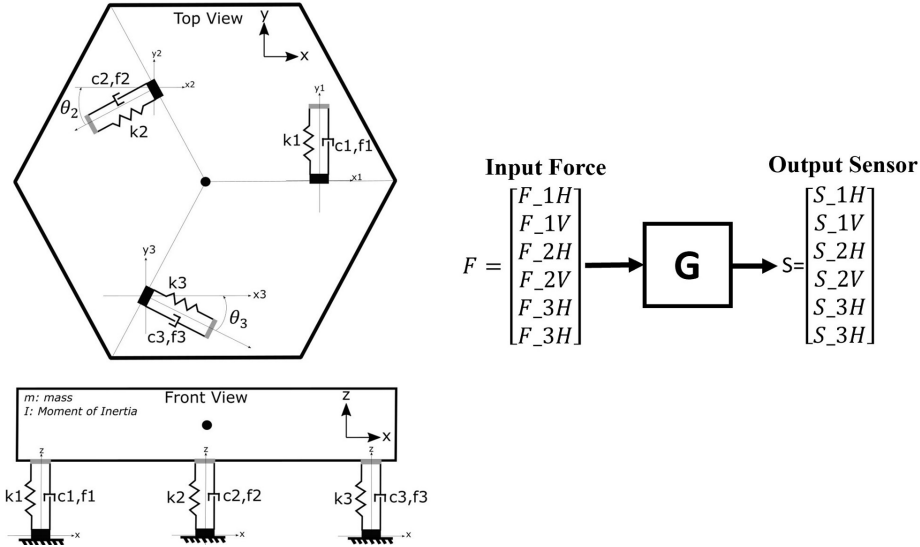 Top View
y
x
y2
x2
c2,f2
θ2
k2
y1
k1
c1,f1
x1
y3
k3
x3
θ3
c3,f3
m: mass
I: Moment of Inertia
Front View
z
x
z
z
z
k1
c1,f1
k2
c2,f2
k3
c3,f3
x
x
x
Input Force
F =
F_1H
F_1V
F_2H
F_2V
F_3H
F_3H
G
Output Sensor
S=
S_1H
S_1V
S_2H
S_2V
S_3H
S_3H